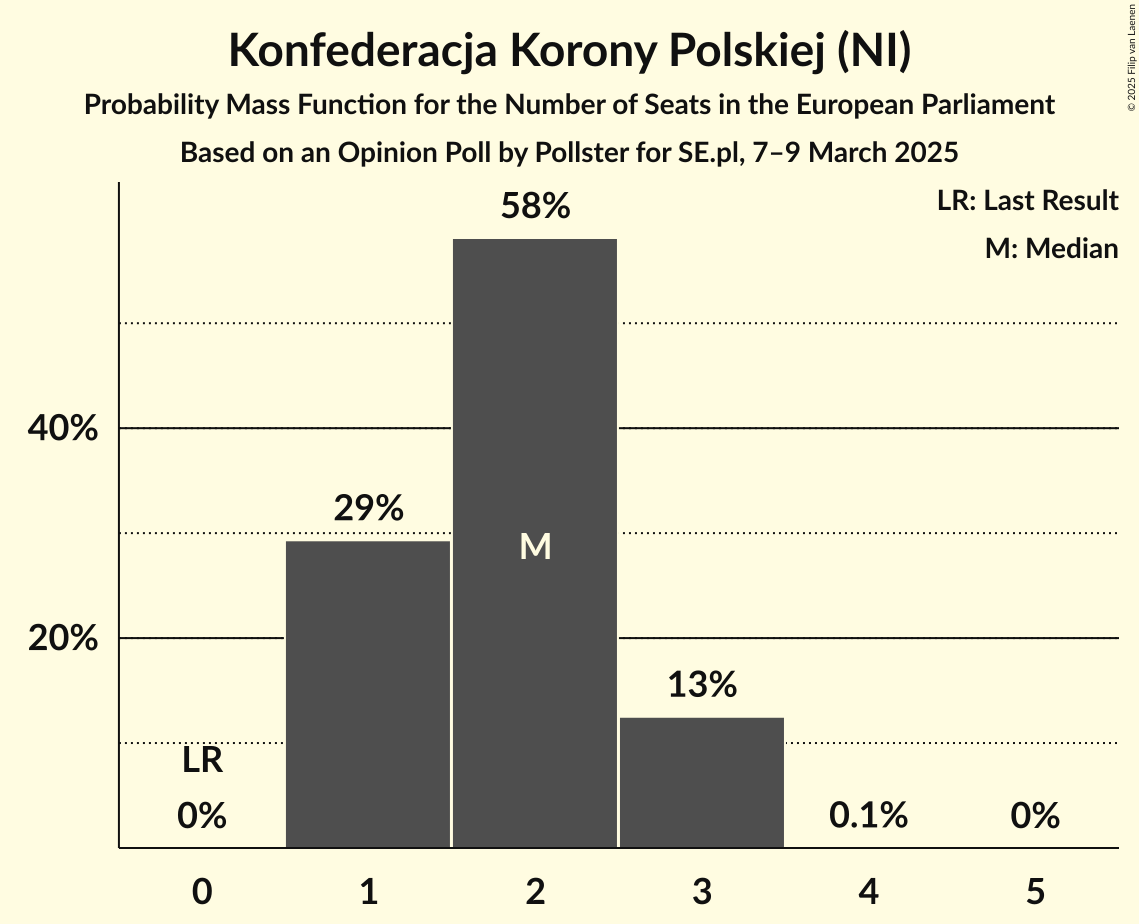 Konfederacja Korony Polskiej (NI)
Probability Mass Function for the Number of Seats in the European Parliament
Based on an Opinion Poll by Pollster for SE.pl, 7–9 March 2025
© 2025 Filip van Laenen
LR: Last Result
M: Median
58%
40%
29%
M
20%
13%
LR
0%
0.1%
0%
0 1 2 3 4 5